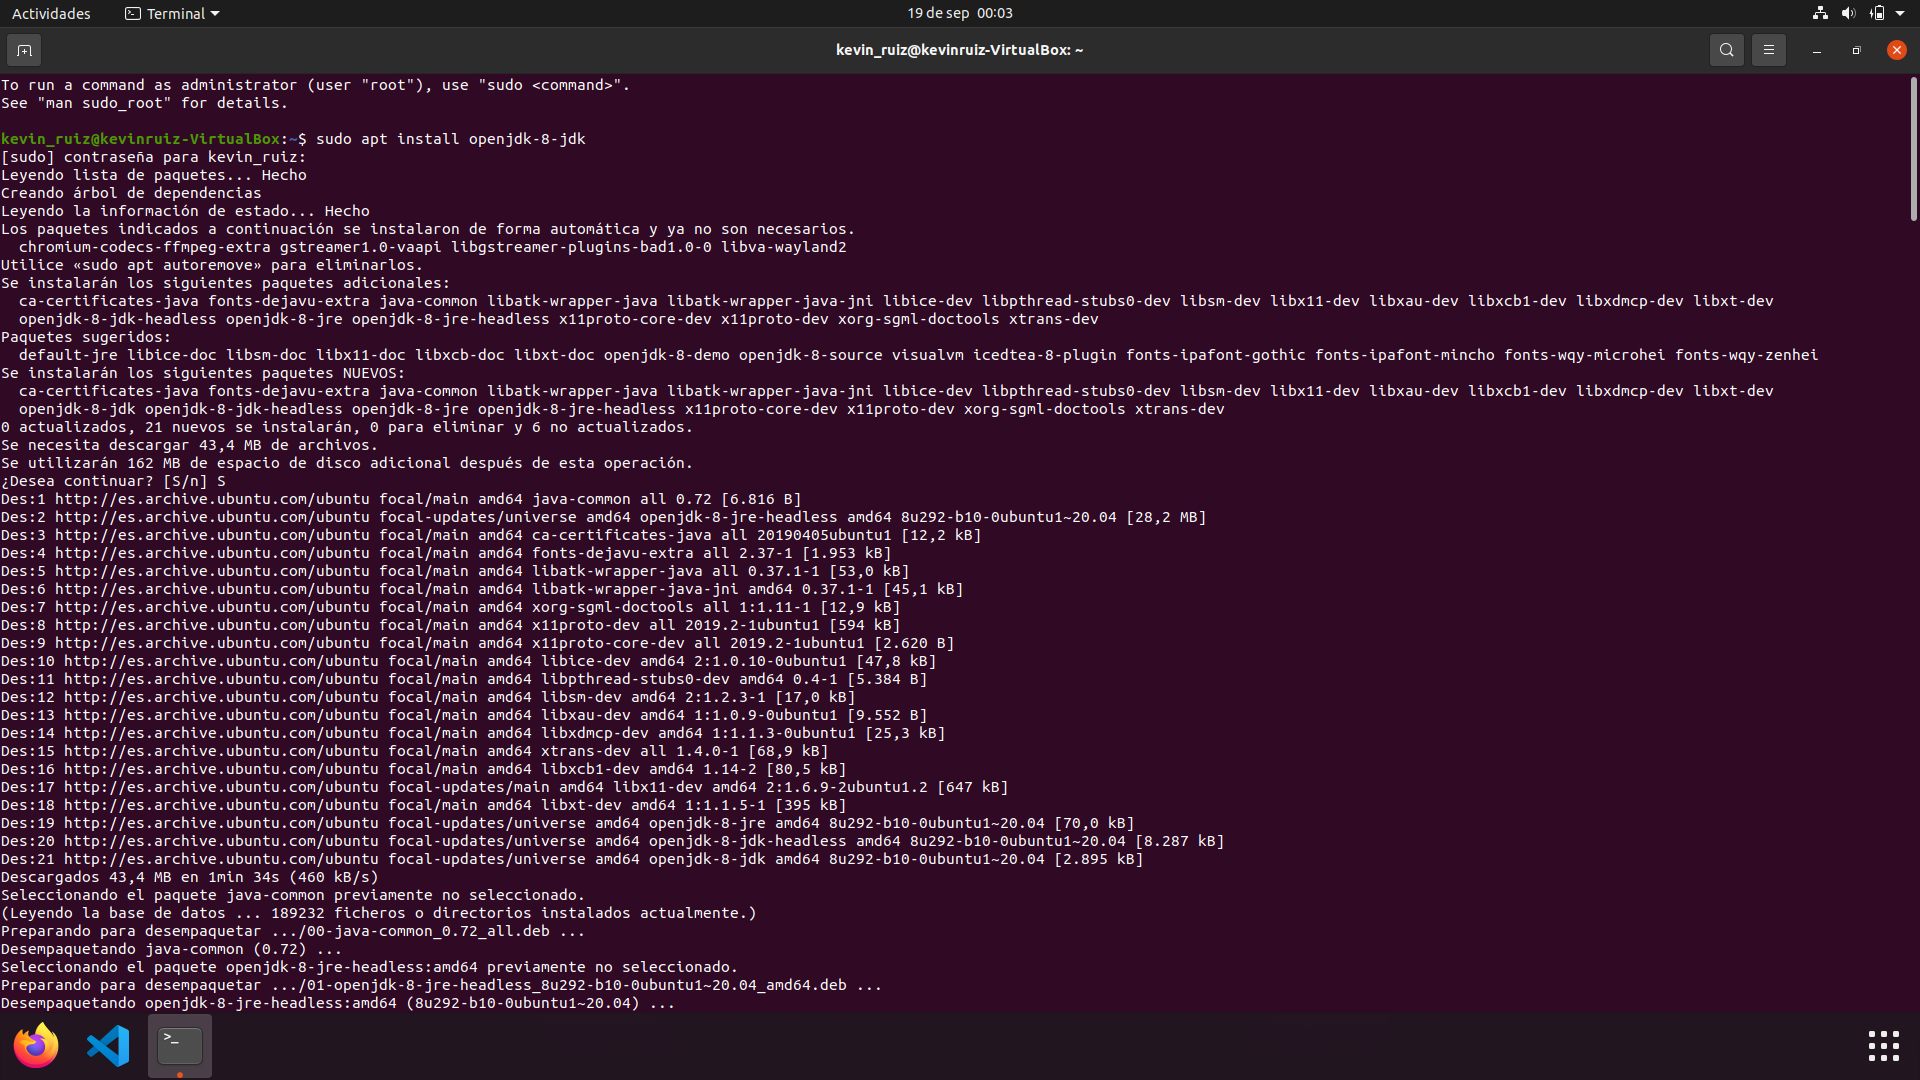 Actividades
Terminal
19 de sep 00:03
kevin_ruiz@kevinruiz-VirtualBox: ~
To run a command as administrator (user "root"), use "sudo <command>".
See "man sudo_root" for details.
kevin_ruiz@kevinruiz-VirtualBox:~$ sudo apt install openjdk-8-jdk
[sudo] contraseña para kevin_ruiz:
Leyendo lista de paquetes... Hecho
Creando árbol de dependencias
Leyendo la información de estado... Hecho
Los paquetes indicados a continuación se instalaron de forma automática y ya no son necesarios.
chromium-codecs-ffmpeg-extra gstreamer1.0-vaapi libgstreamer-plugins-bad1.0-0 libva-wayland2
Utilice «sudo apt autoremove» para eliminarlos.
Se instalarán los siguientes paquetes adicionales:
ca-certificates-java fonts-dejavu-extra java-common libatk-wrapper-java libatk-wrapper-java-jni libice-dev libpthread-stubs0-dev libsm-dev libx11-dev libxau-dev libxcb1-dev libxdmcp-dev libxt-dev
openjdk-8-jdk-headless openjdk-8-jre openjdk-8-jre-headless x11proto-core-dev x11proto-dev xorg-sgml-doctools xtrans-dev
Paquetes sugeridos:
default-jre libice-doc libsm-doc libx11-doc libxcb-doc libxt-doc openjdk-8-demo openjdk-8-source visualvm icedtea-8-plugin fonts-ipafont-gothic fonts-ipafont-mincho fonts-wqy-microhei fonts-wqy-zenhei
Se instalarán los siguientes paquetes NUEVOS:
ca-certificates-java fonts-dejavu-extra java-common libatk-wrapper-java libatk-wrapper-java-jni libice-dev libpthread-stubs0-dev libsm-dev libx11-dev libxau-dev libxcb1-dev libxdmcp-dev libxt-dev
openjdk-8-jdk openjdk-8-jdk-headless openjdk-8-jre openjdk-8-jre-headless x11proto-core-dev x11proto-dev xorg-sgml-doctools xtrans-dev
0 actualizados, 21 nuevos se instalarán, 0 para eliminar y 6 no actualizados.
Se necesita descargar 43,4 MB de archivos.
Se utilizarán 162 MB de espacio de disco adicional después de esta operación.
¿Desea continuar? [S/n] S
Des:1 http://es.archive.ubuntu.com/ubuntu focal/main amd64 java-common all 0.72 [6.816 B]
Des:2 http://es.archive.ubuntu.com/ubuntu focal-updates/universe amd64 openjdk-8-jre-headless amd64 8u292-b10-0ubuntu1~20.04 [28,2 MB]
Des:3 http://es.archive.ubuntu.com/ubuntu focal/main amd64 ca-certificates-java all 20190405ubuntu1 [12,2 kB]
Des:4 http://es.archive.ubuntu.com/ubuntu focal/main amd64 fonts-dejavu-extra all 2.37-1 [1.953 kB]
Des:5 http://es.archive.ubuntu.com/ubuntu focal/main amd64 libatk-wrapper-java all 0.37.1-1 [53,0 kB]
Des:6 http://es.archive.ubuntu.com/ubuntu focal/main amd64 libatk-wrapper-java-jni amd64 0.37.1-1 [45,1 kB]
Des:7 http://es.archive.ubuntu.com/ubuntu focal/main amd64 xorg-sgml-doctools all 1:1.11-1 [12,9 kB]
Des:8 http://es.archive.ubuntu.com/ubuntu focal/main amd64 x11proto-dev all 2019.2-1ubuntu1 [594 kB]
Des:9 http://es.archive.ubuntu.com/ubuntu focal/main amd64 x11proto-core-dev all 2019.2-1ubuntu1 [2.620 B]
Des:10 http://es.archive.ubuntu.com/ubuntu focal/main amd64 libice-dev amd64 2:1.0.10-0ubuntu1 [47,8 kB]
Des:11 http://es.archive.ubuntu.com/ubuntu focal/main amd64 libpthread-stubs0-dev amd64 0.4-1 [5.384 B]
Des:12 http://es.archive.ubuntu.com/ubuntu focal/main amd64 libsm-dev amd64 2:1.2.3-1 [17,0 kB]
Des:13 http://es.archive.ubuntu.com/ubuntu focal/main amd64 libxau-dev amd64 1:1.0.9-0ubuntu1 [9.552 B]
Des:14 http://es.archive.ubuntu.com/ubuntu focal/main amd64 libxdmcp-dev amd64 1:1.1.3-0ubuntu1 [25,3 kB]
Des:15 http://es.archive.ubuntu.com/ubuntu focal/main amd64 xtrans-dev all 1.4.0-1 [68,9 kB]
Des:16 http://es.archive.ubuntu.com/ubuntu focal/main amd64 libxcb1-dev amd64 1.14-2 [80,5 kB]
Des:17 http://es.archive.ubuntu.com/ubuntu focal-updates/main amd64 libx11-dev amd64 2:1.6.9-2ubuntu1.2 [647 kB]
Des:18 http://es.archive.ubuntu.com/ubuntu focal/main amd64 libxt-dev amd64 1:1.1.5-1 [395 kB]
Des:19 http://es.archive.ubuntu.com/ubuntu focal-updates/universe amd64 openjdk-8-jre amd64 8u292-b10-0ubuntu1~20.04 [70,0 kB]
Des:20 http://es.archive.ubuntu.com/ubuntu focal-updates/universe amd64 openjdk-8-jdk-headless amd64 8u292-b10-0ubuntu1~20.04 [8.287 kB]
Des:21 http://es.archive.ubuntu.com/ubuntu focal-updates/universe amd64 openjdk-8-jdk amd64 8u292-b10-0ubuntu1~20.04 [2.895 kB]
Descargados 43,4 MB en 1min 34s (460 kB/s)
Seleccionando el paquete java-common previamente no seleccionado.
(Leyendo la base de datos ... 189232 ficheros o directorios instalados actualmente.)
Preparando para desempaquetar .../00-java-common_0.72_all.deb ...
Desempaquetando java-common (0.72) ...
Seleccionando el paquete openjdk-8-jre-headless:amd64 previamente no seleccionado.
Preparando para desempaquetar .../01-openjdk-8-jre-headless_8u292-b10-0ubuntu1~20.04_amd64.deb ...
Desempaquetando openjdk-8-jre-headless:amd64 (8u292-b10-0ubuntu1~20.04) ...
>_